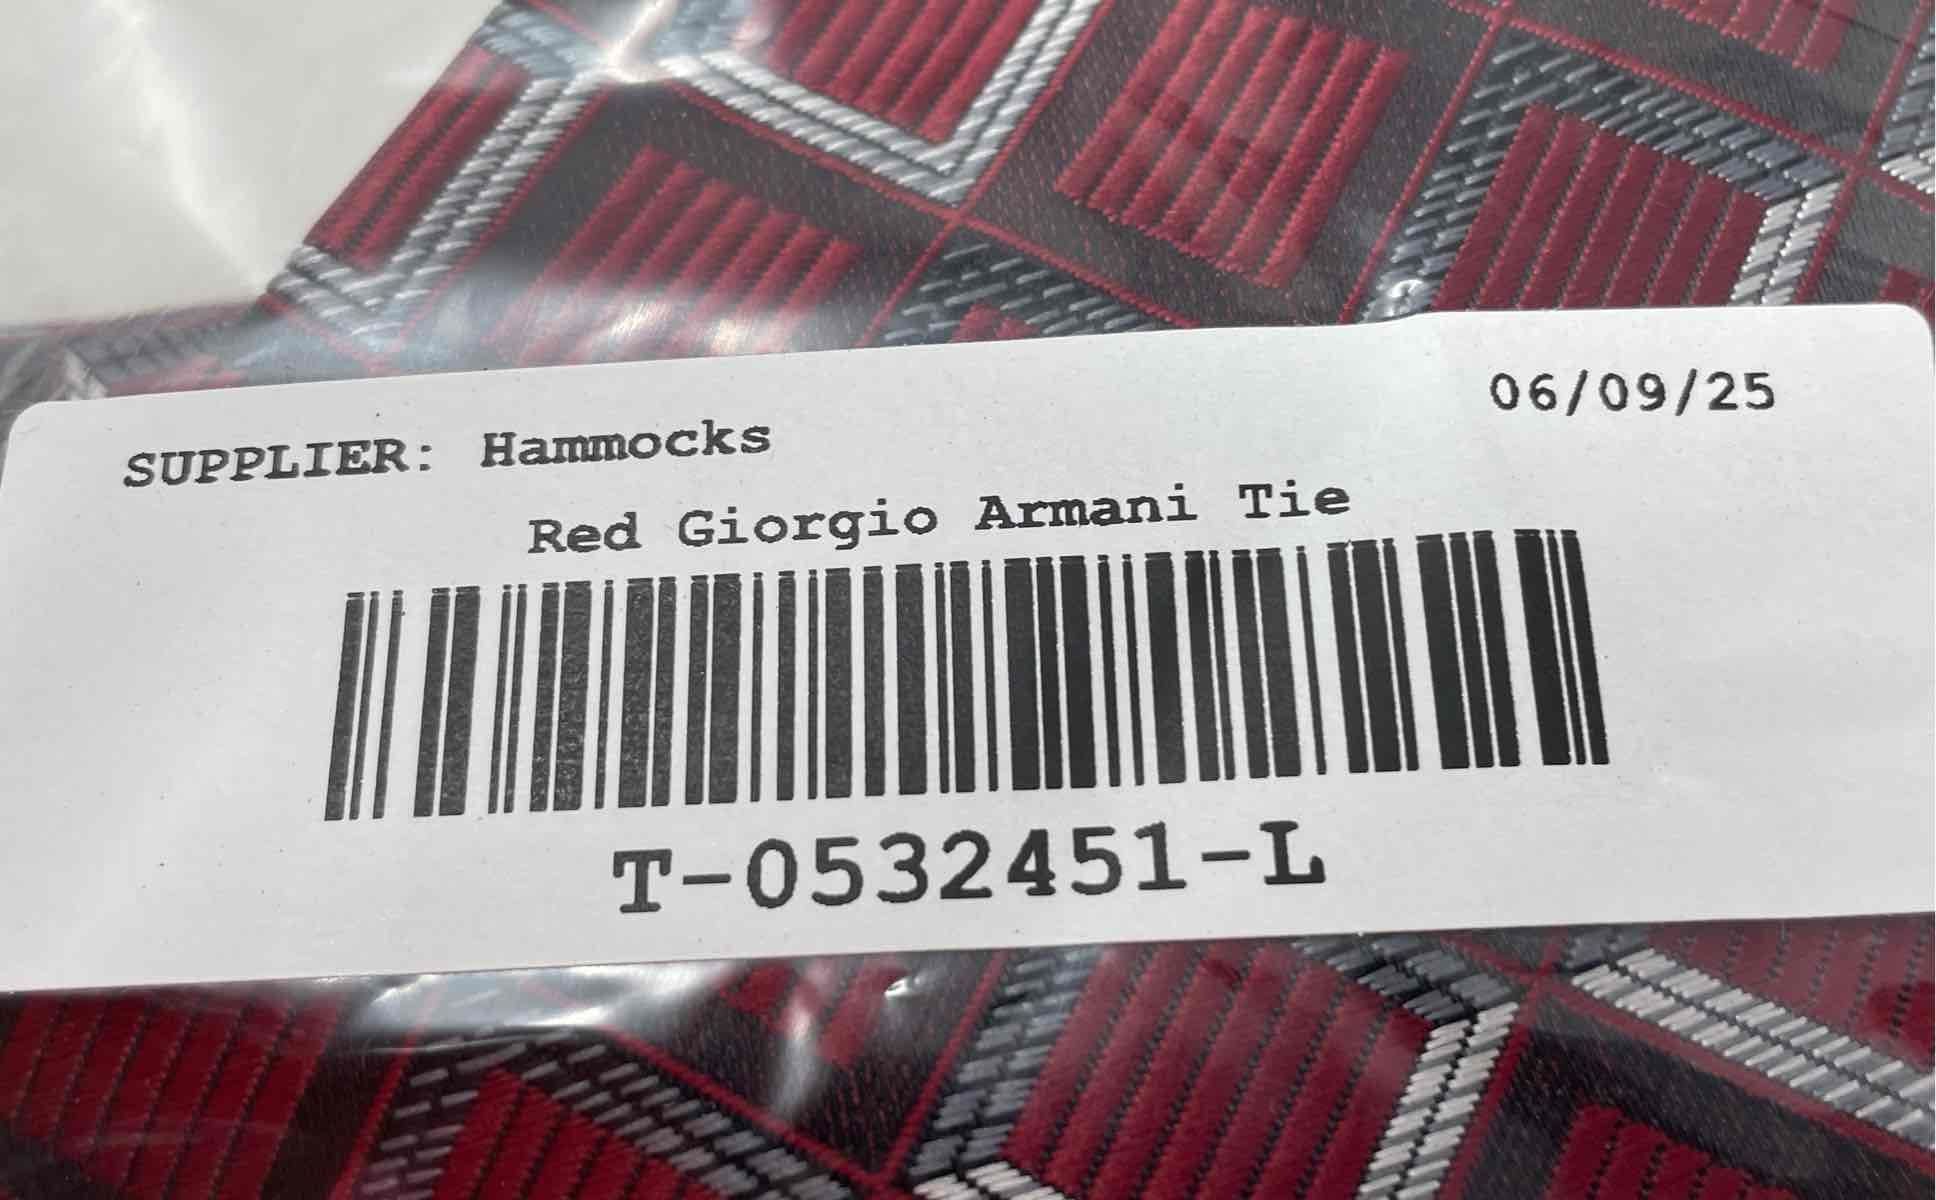 06/09/25
SUPPLIER: Hammocks
Red Giorgio Armani Tie
T-0532451-L